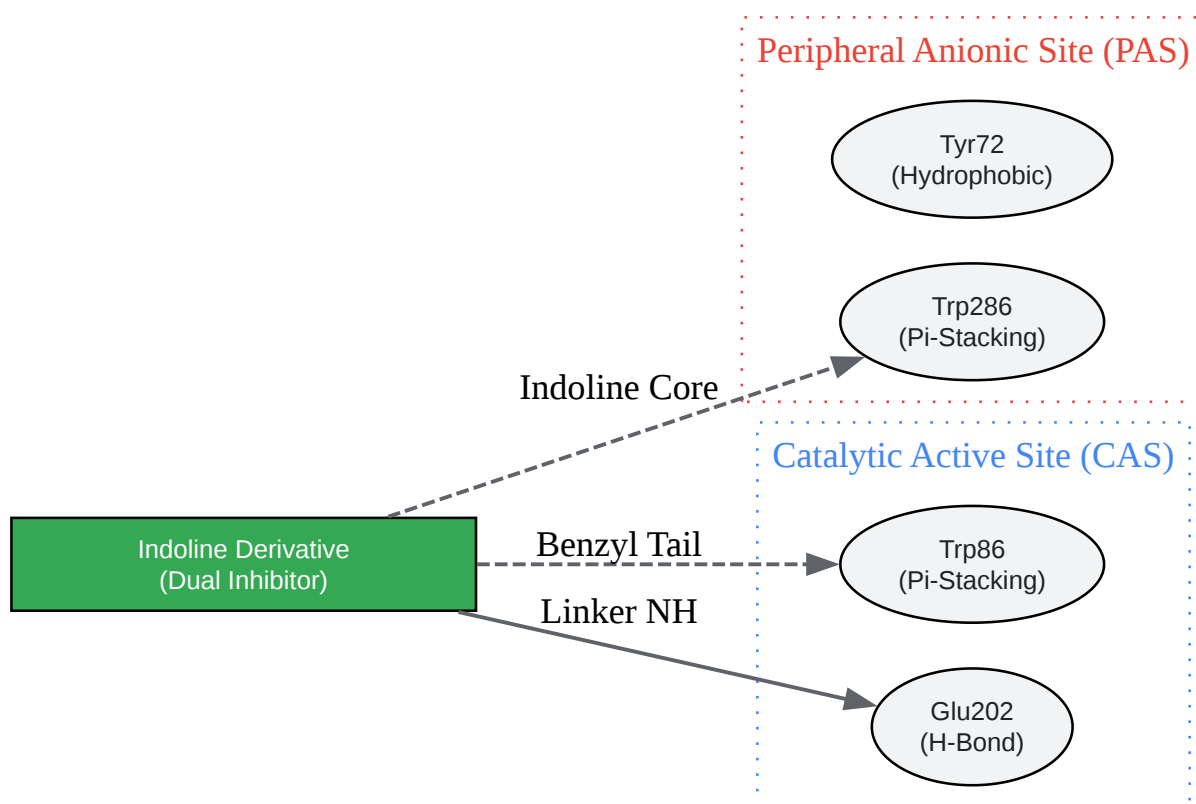 Peripheral Anionic Site (PAS)
Tyr72
(Hydrophobic)
Trp286
(Pi-Stacking)
Indoline Core
Catalytic Active Site (CAS)
Indoline Derivative
(Dual Inhibitor)
Benzyl Tail
Trp86
(Pi-Stacking)
Linker NH
Glu202
(H-Bond)